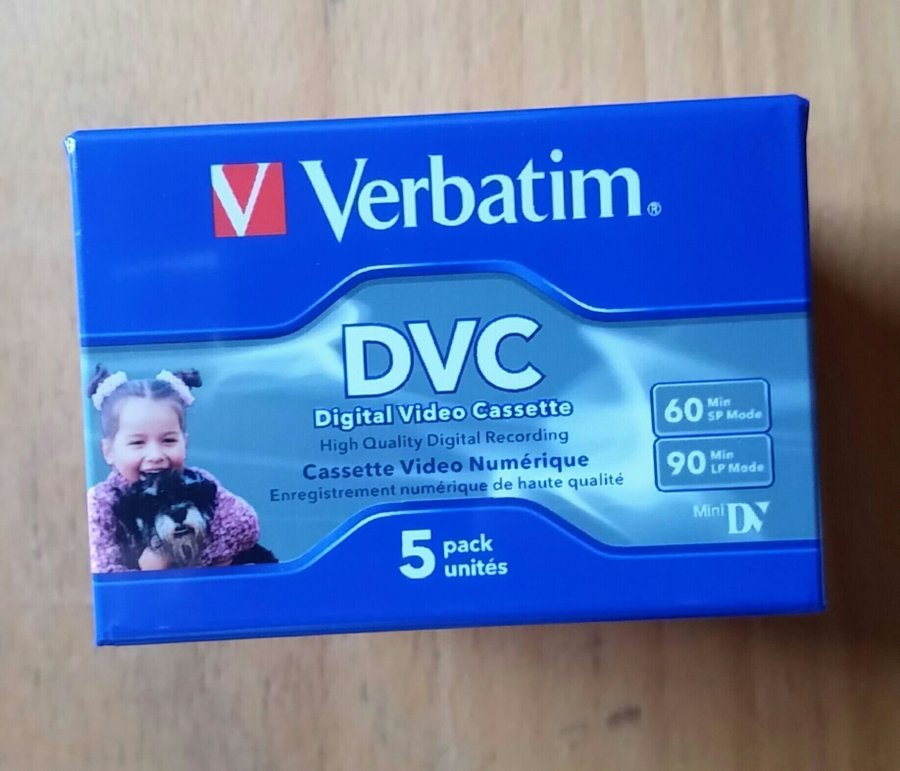 V Verbatim®
DVC
Digital Video Cassette
High Quality Digital Recording
Cassette Video Numérique
Enregistrement numérique de haute qualité
60 Min SP Mode
90 Min LP Mode
Mini DV
5 pack unités